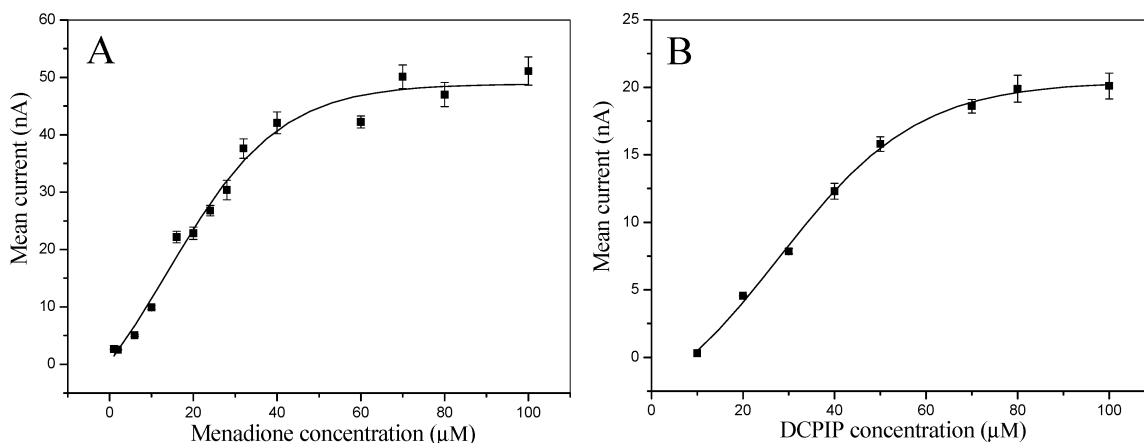 A
Mean current (nA)
60
50
40
30
20
10
0
0 20 40 60 80 100
Menadione concentration (µM)
B
Mean current (nA)
25
20
15
10
5
0
0 20 40 60 80 100
DCPIP concentration (µM)